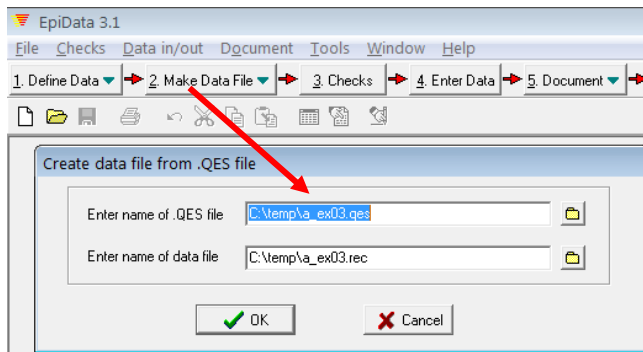 EpiData 3.1
File Checks Data in/out Document Tools Window Help
1. Define Data 2. Make Data File 3. Checks 4. Enter Data 5. Document
Create data file from .QES file
Enter name of .QES file C:\temp\a_ex03.qes
Enter name of data file C:\temp\a_ex03.rec
OK Cancel